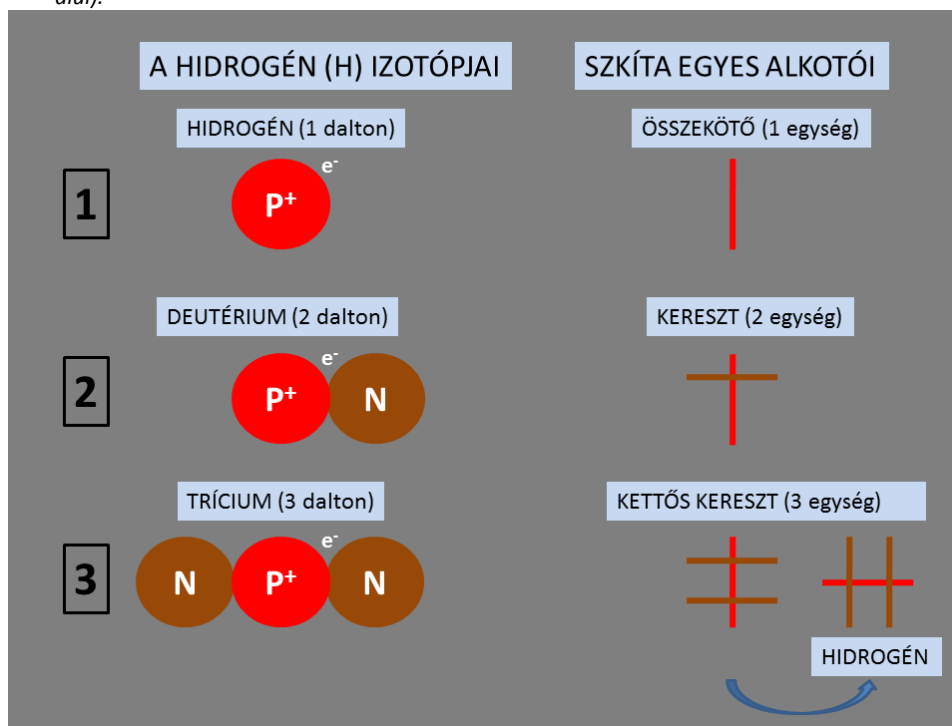 alai).
A HIDROGÉN (H) IZOTÓPJAI
SZKÍTA EGYES ALKOTÓI
HIDROGÉN (1 dalton)
ÖSSZEKÖTŐ (1 egység)
1
P+
e-
DEUTÉRIUM (2 dalton)
KERESZT (2 egység)
2
P+
e-
N
TRÍCIUM (3 dalton)
KETTŐS KERESZT (3 egység)
3
N
P+
e-
N
HIDROGÉN